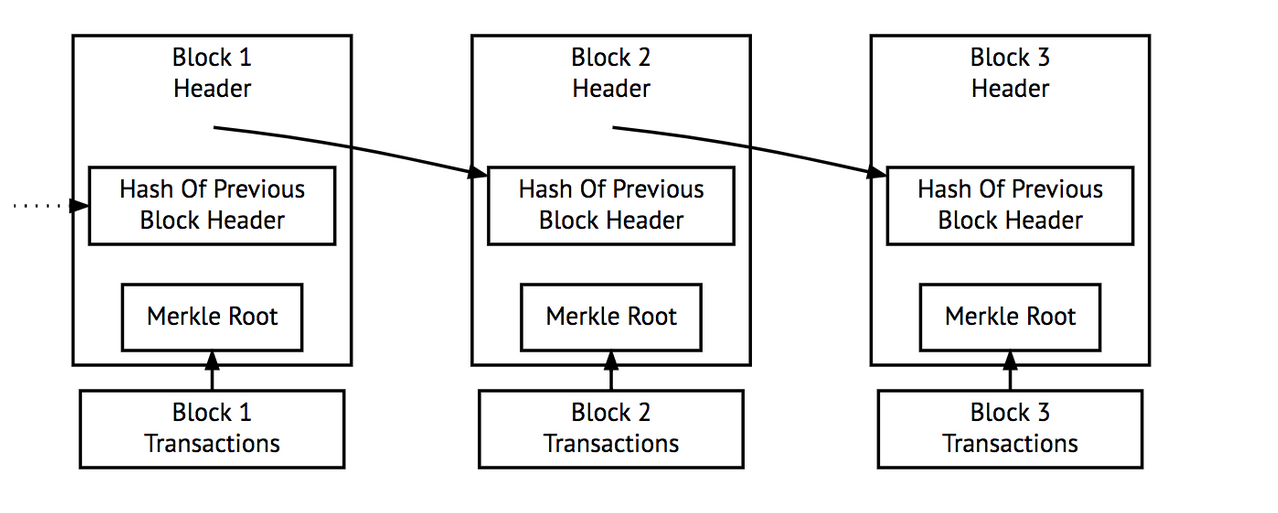 Block 1
Header
Hash Of Previous
Block Header
Merkle Root
Block 1
Transactions
Block 2
Header
Hash Of Previous
Block Header
Merkle Root
Block 2
Transactions
Block 3
Header
Hash Of Previous
Block Header
Merkle Root
Block 3
Transactions